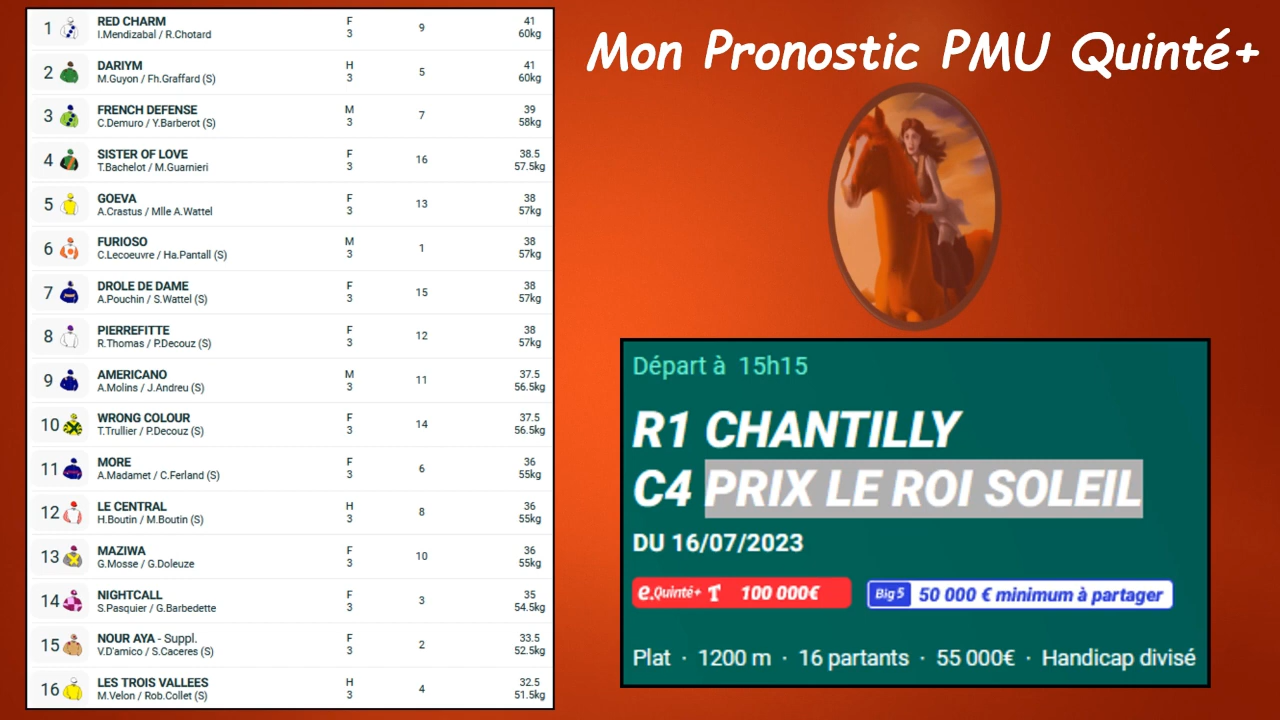 1 RED CHARM F 9 41
I.Mendizabal / R.Chotard 3 60kg
2 DARIYM H 5 41
M.Guyon / Fh.Graffard (S) 3 60kg
3 FRENCH DEFENSE M 7 39
C.Demuro / Y.Barberot (S) 3 58kg
4 SISTER OF LOVE F 16 38.5
T.Bachelot / M.Guarnieri 3 57.5kg
5 GOEVA F 13 38
A.Crastus / Mlle A.Wattel 3 57kg
6 FURIOSO M 1 38
C.Lecoeuvre / Ha.Pantall (S) 3 57kg
7 DROLE DE DAME F 15 38
A.Pouchin / S.Wattel (S) 3 57kg
8 PIERREFITTE F 12 38
R.Thomas / P.Decouz (S) 3 57kg
9 AMERICANO M 11 37.5
A.Molins / J.Andreu (S) 3 56.5kg
10 WRONG COLOUR F 14 37.5
T.Trullier / P.Decouz (S) 3 56.5kg
11 MORE F 6 36
A.Madamet / C.Ferland (S) 3 55kg
12 LE CENTRAL H 8 36
H.Boutin / M.Boutin (S) 3 55kg
13 MAZIWA F 10 36
G.Mosse / G.Doleuze 3 55kg
14 NIGHTCALL F 3 35
S.Pasquier / G.Barbedette 3 54.5kg
15 NOUR AYA - Suppl. F 2 33.5
V.D'amico / S.Caceres (S) 3 52.5kg
16 LES TROIS VALLEES H 4 32.5
M.Velon / Rob.Collet (S) 3 51.5kg
Mon Pronostic PMU Quinté+
Départ à 15h15
R1 CHANTILLY
C4 PRIX LE ROI SOLEIL
DU 16/07/2023
e.Quinté+ T 100 000€ Big 5 50 000 € minimum à partager
Plat · 1200 m · 16 partants · 55 000€ · Handicap divisé